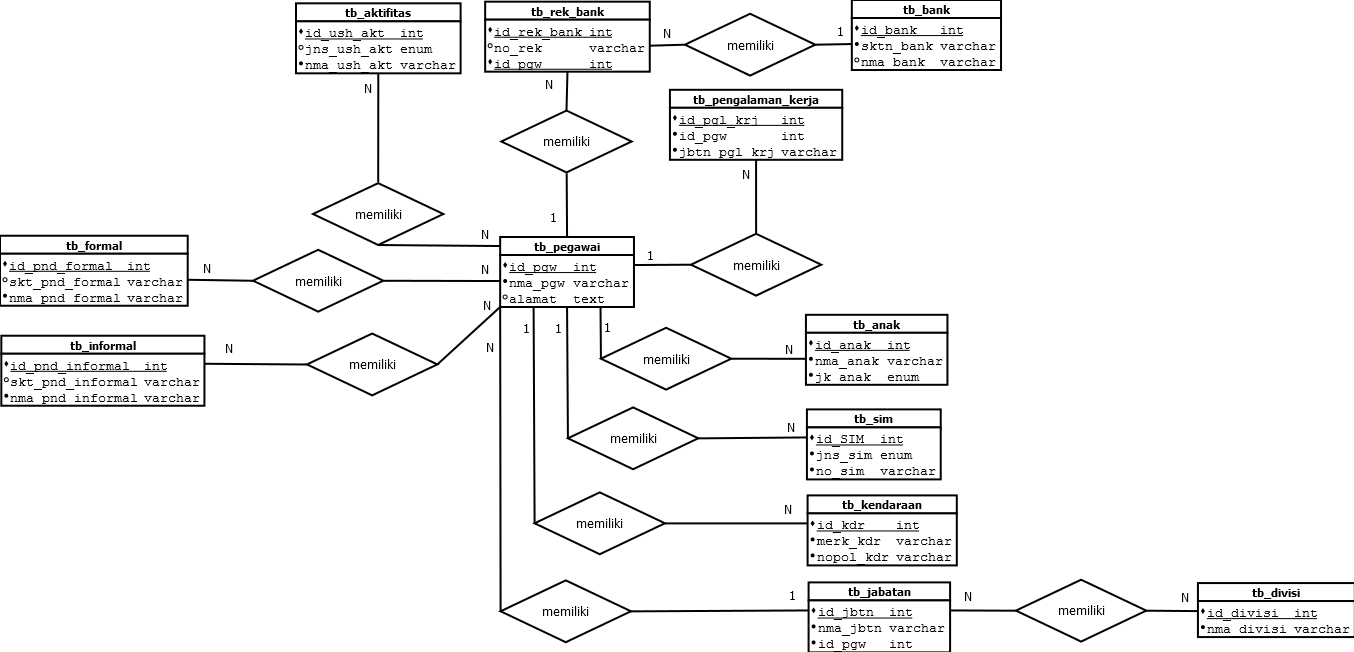 tb_aktifitas
id_ush_akt int
jns_ush_akt enum
nma_ush_akt varchar
tb_rek_bank
id_rek_bank int
no_rek varchar
id_pgw int
N
memiliki
1
tb_bank
id_bank int
sktn_bank varchar
nma_bank varchar
N
N
tb_pengalaman_kerja
id_pgl_krj int
id_pgw int
jbtn_pgl_krj varchar
memiliki
N
memiliki
1
N
tb_formal
id_pnd_formal int
skt_pnd_formal varchar
nma_pnd_formal varchar
N
memiliki
N
tb_pegawai
id_pgw int
nma_pgw varchar
alamat text
1
memiliki
N
tb_informal
id_pnd_informal int
skt_pnd_informal varchar
nma_pnd_informal varchar
N
memiliki
N
1
1
1
memiliki
N
tb_anak
id_anak int
nma_anak varchar
jk_anak enum
memiliki
N
tb_sim
id_SIM int
jns_sim enum
no_sim varchar
memiliki
N
tb_kendaraan
id_kdr int
merk_kdr varchar
nopol_kdr varchar
memiliki
1
tb_jabatan
id_jbtn int
nma_jbtn varchar
id_pgw int
N
memiliki
N
tb_divisi
id_divisi int
nma_divisi varchar